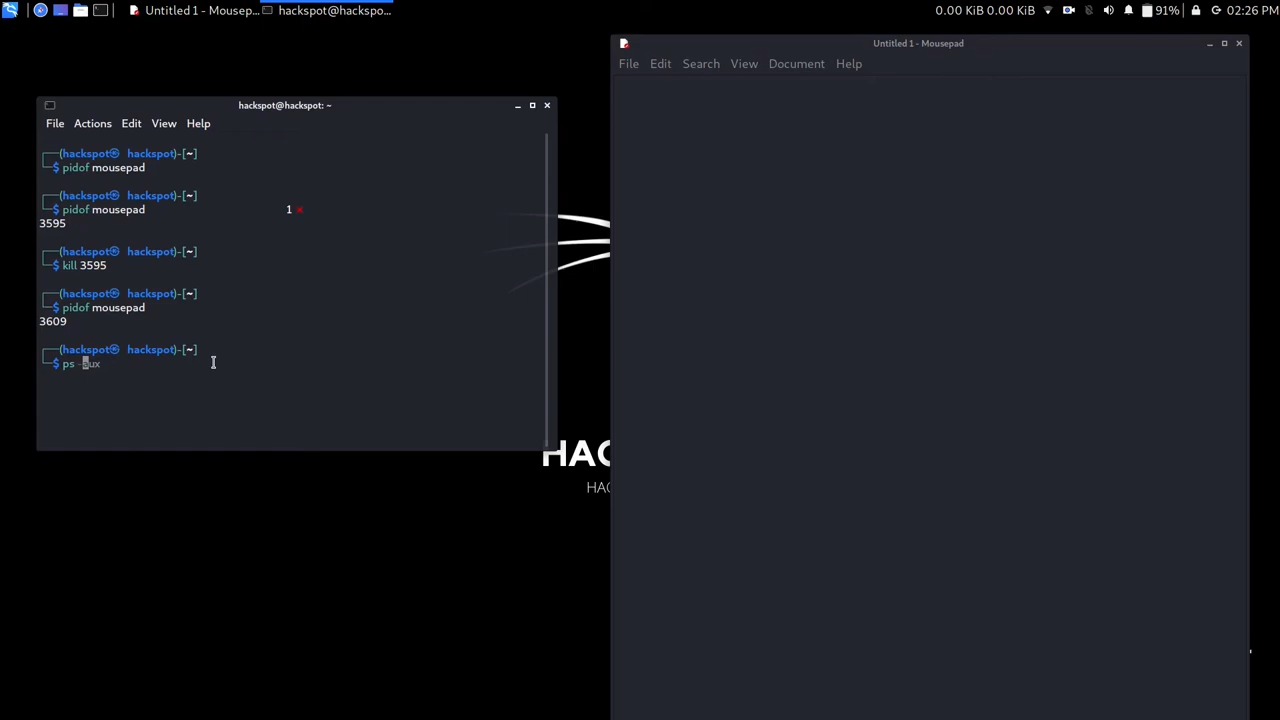 Untitled 1 - Mousep...
hackspot@hackspo...
0.00 KiB 0.00 KiB
91%
02:26 PM
Untitled 1 - Mousepad
File Edit Search View Document Help
hackspot@hackspot: ~
File Actions Edit View Help
┌──(hackspot㉿ hackspot)-[~]
└─$ pidof mousepad
┌──(hackspot㉿ hackspot)-[~]
└─$ pidof mousepad 1 ⨯
3595
┌──(hackspot㉿ hackspot)-[~]
└─$ kill 3595
┌──(hackspot㉿ hackspot)-[~]
└─$ pidof mousepad
3609
┌──(hackspot㉿ hackspot)-[~]
└─$ ps -aux
HAC
HAC